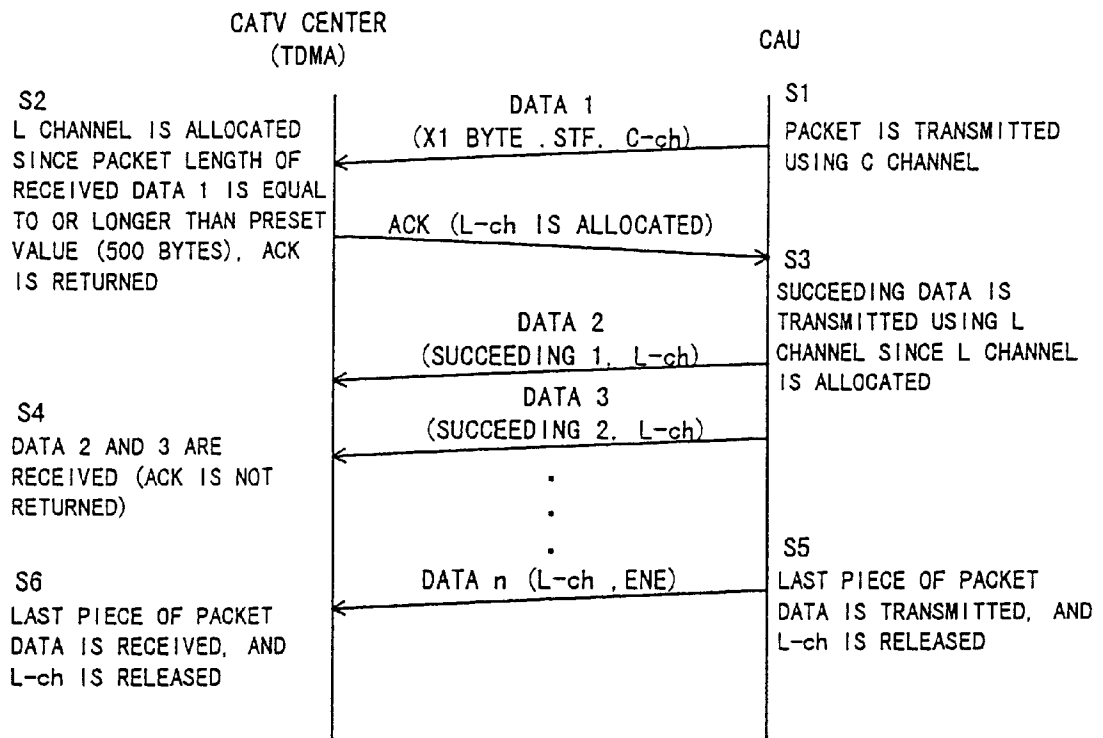 CATV CENTER
(TDMA)
CAU
S2
L CHANNEL IS ALLOCATED
SINCE PACKET LENGTH OF
RECEIVED DATA 1 IS EQUAL
TO OR LONGER THAN PRESET
VALUE (500 BYTES), ACK
IS RETURNED
DATA 1
(X1 BYTE . STF. C-ch)
S1
PACKET IS TRANSMITTED
USING C CHANNEL
ACK (L-ch IS ALLOCATED)
S3
SUCCEEDING DATA IS
TRANSMITTED USING L
CHANNEL SINCE L CHANNEL
IS ALLOCATED
DATA 2
(SUCCEEDING 1, L-ch)
DATA 3
(SUCCEEDING 2, L-ch)
S4
DATA 2 AND 3 ARE
RECEIVED (ACK IS NOT
RETURNED)
DATA n (L-ch , ENE)
S5
LAST PIECE OF PACKET
DATA IS TRANSMITTED, AND
L-ch IS RELEASED
S6
LAST PIECE OF PACKET
DATA IS RECEIVED, AND
L-ch IS RELEASED